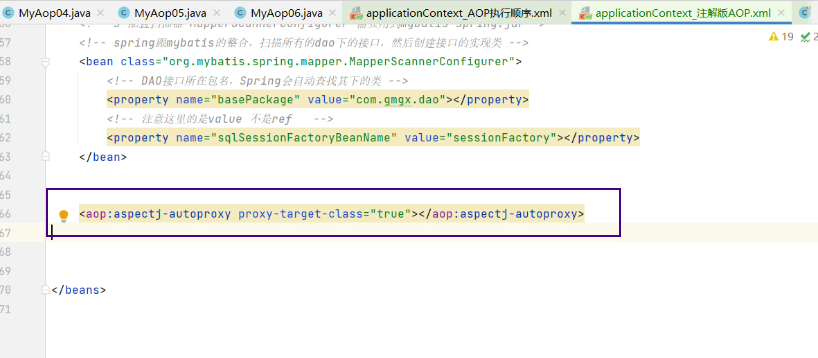 MyAop04.java
MyAop05.java
MyAop06.java
applicationContext_AOP执行顺序.xml
applicationContext_注解版AOP.xml
19 2
57 <!-- spring跟mybatis的整合，扫描所有的dao下的接口，然后创建接口的实现类 -->
58 <bean class="org.mybatis.spring.mapper.MapperScannerConfigurer">
59 <!-- DAO接口所在包名，Spring会自动查找其下的类 -->
60 <property name="basePackage" value="com.gmgx.dao"></property>
61 <!-- 注意这里的是value 不是ref -->
62 <property name="sqlSessionFactoryBeanName" value="sessionFactory"></property>
63 </bean>
64
65
66 <aop:aspectj-autoproxy proxy-target-class="true"></aop:aspectj-autoproxy>
67
68
69
70 </beans>
71